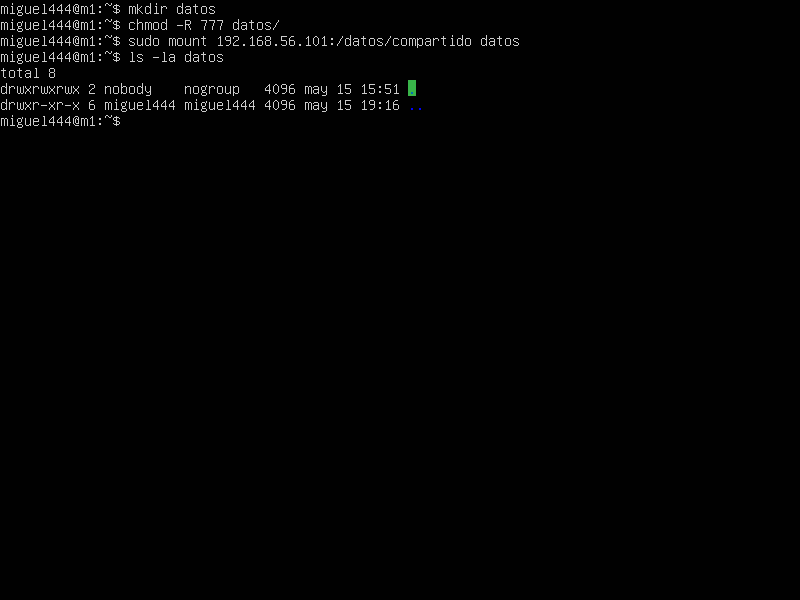 miguel444@m1:~$ mkdir datos
miguel444@m1:~$ chmod -R 777 datos/
miguel444@m1:~$ sudo mount 192.168.56.101:/datos/compartido datos
miguel444@m1:~$ ls -la datos
total 8
drwxrwxrwx 2 nobody    nogroup   4096 may 15 15:51 .
drwxr-xr-x 6 miguel444 miguel444 4096 may 15 19:16 ..
miguel444@m1:~$